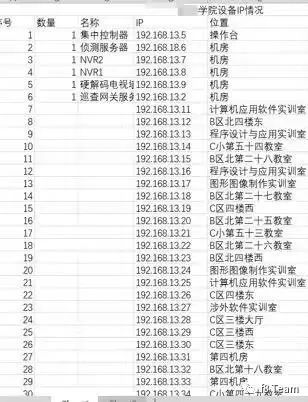 学院设备IP情况
序号 数量 名称 IP 位置
1 1 集中控制器 192.168.13.5 操作台
2 1 侦测服务器 192.168.18.6 机房
3 1 NVR2 192.168.13.7 机房
4 1 NVR1 192.168.13.8 机房
5 1 硬解码电视墙 192.168.13.9 机房
6 1 巡查网关服务 192.168.13.2 机房
7 192.168.13.11 计算机应用软件实训室
8 192.168.13.12 B区北四楼东
9 192.168.13.13 程序设计与应用实训室
10 192.168.13.14 C小第五十四教室
11 192.168.13.15 B区北第二十八教室
12 192.168.13.16 程序设计与应用实训室
13 192.168.13.17 图形图像制作实训室
14 192.168.13.18 B区北第二十七教室
15 192.168.13.19 C区四楼西
16 192.168.13.20 B区北第二十五教室
17 192.168.13.21 C小第五十三教室
18 192.168.13.22 B区北第二十六教室
19 192.168.13.23 B区北四楼西
20 192.168.13.24 图形图像制作实训室
21 192.168.13.25 计算机应用软件实训室
22 192.168.13.26 C区四楼东
23 192.168.13.27 涉外软件实训室
24 192.168.13.28 C区三楼大厅
25 192.168.13.29 C区三楼西
26 192.168.13.30 C区三楼东
27 192.168.13.31 第四机房
28 192.168.13.32 B区北第十八教室
29 192.168.13.33 第四机房
30 192.168.13.34 C小第四十九教室
Team